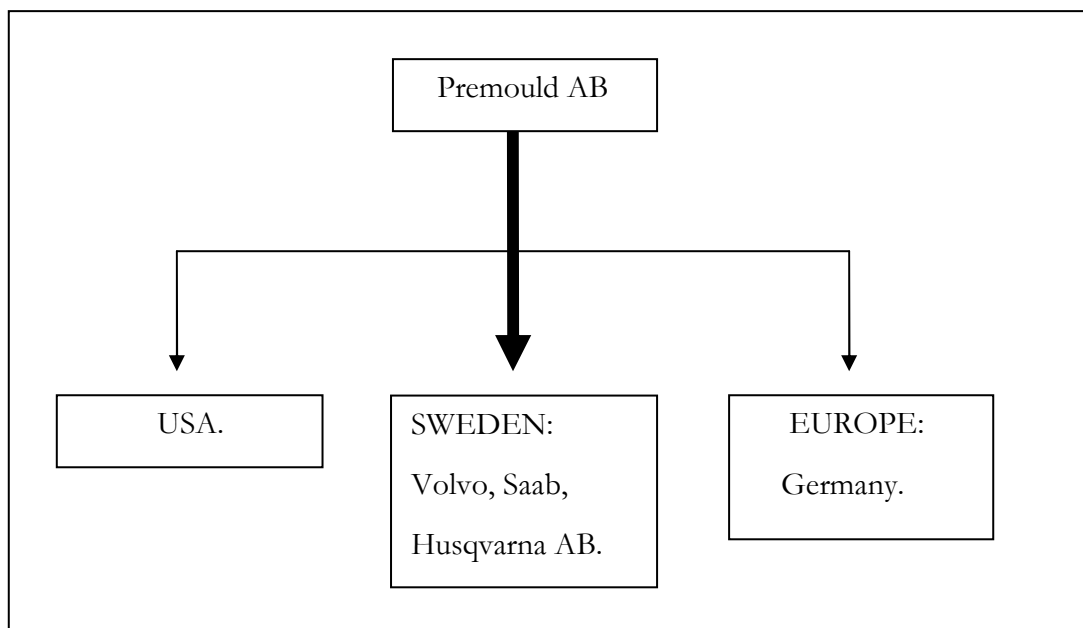 Premould AB
USA.
SWEDEN:
Volvo, Saab,
Husqvarna AB.
EUROPE:
Germany.